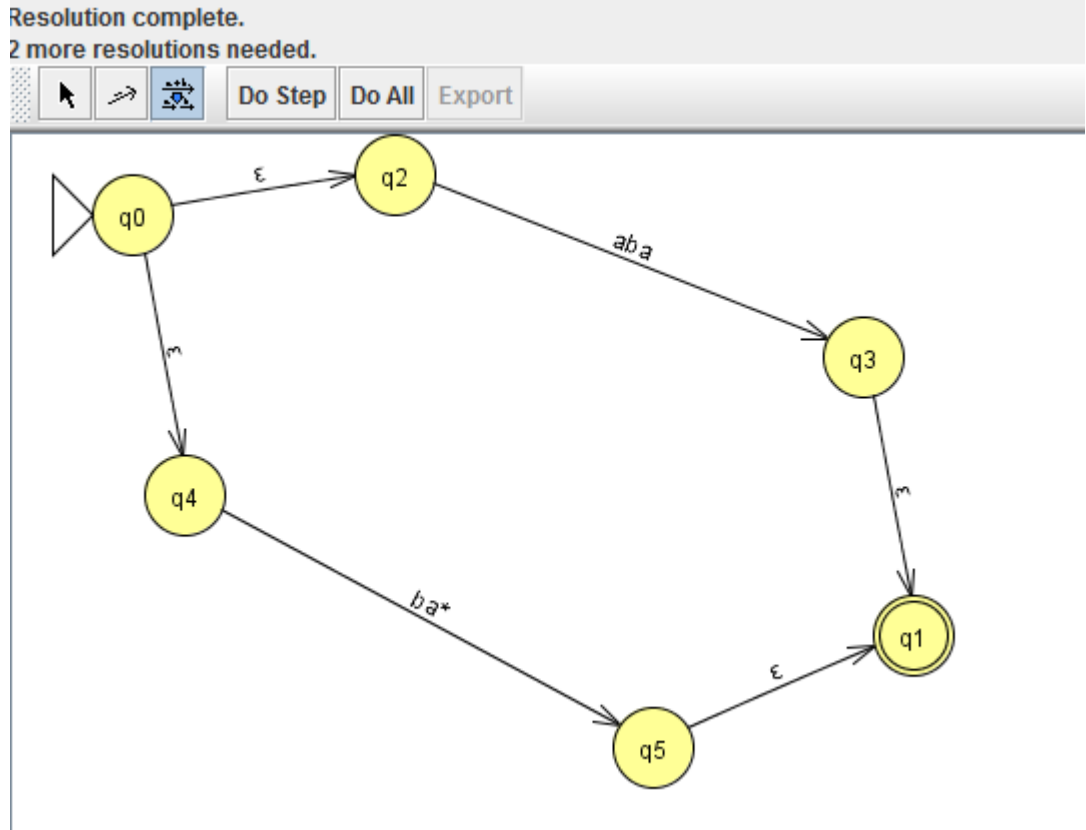 Resolution complete.
2 more resolutions needed.
Do Step Do All Export
ε
q2
q0
aba
ε
q3
q4
ε
ba*
q1
ε
q5